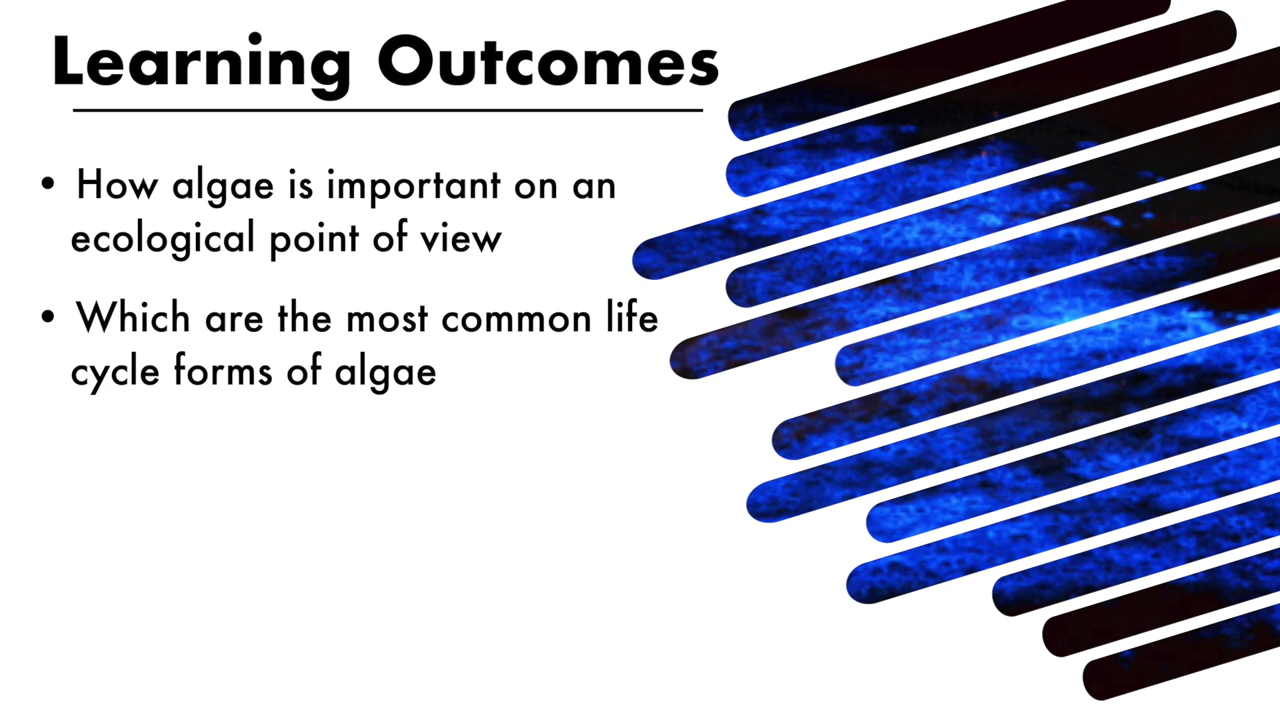 Learning Outcomes
• How algae is important on an
ecological point of view
• Which are the most common life
cycle forms of algae